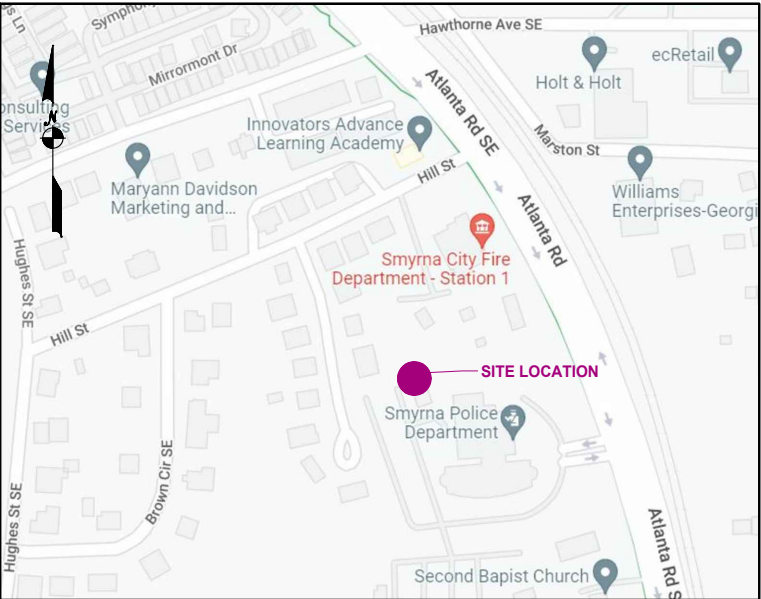 Symphony
Hawthorne Ave SE
Mirrormont Dr
ecRetail
Holt & Holt
onsulting
Services
N
Atlanta Rd SE
Innovators Advance
Learning Academy
Marston St
Hill St
Maryann Davidson
Marketing and...
Williams
Enterprises-Georgi
Atlanta Rd
Smyrna City Fire
Department - Station 1
Hughes St SE
Hill St
SITE LOCATION
Smyrna Police
Department
Brown Cir SE
Hughes St SE
Atlanta Rd S
Second Bapist Church